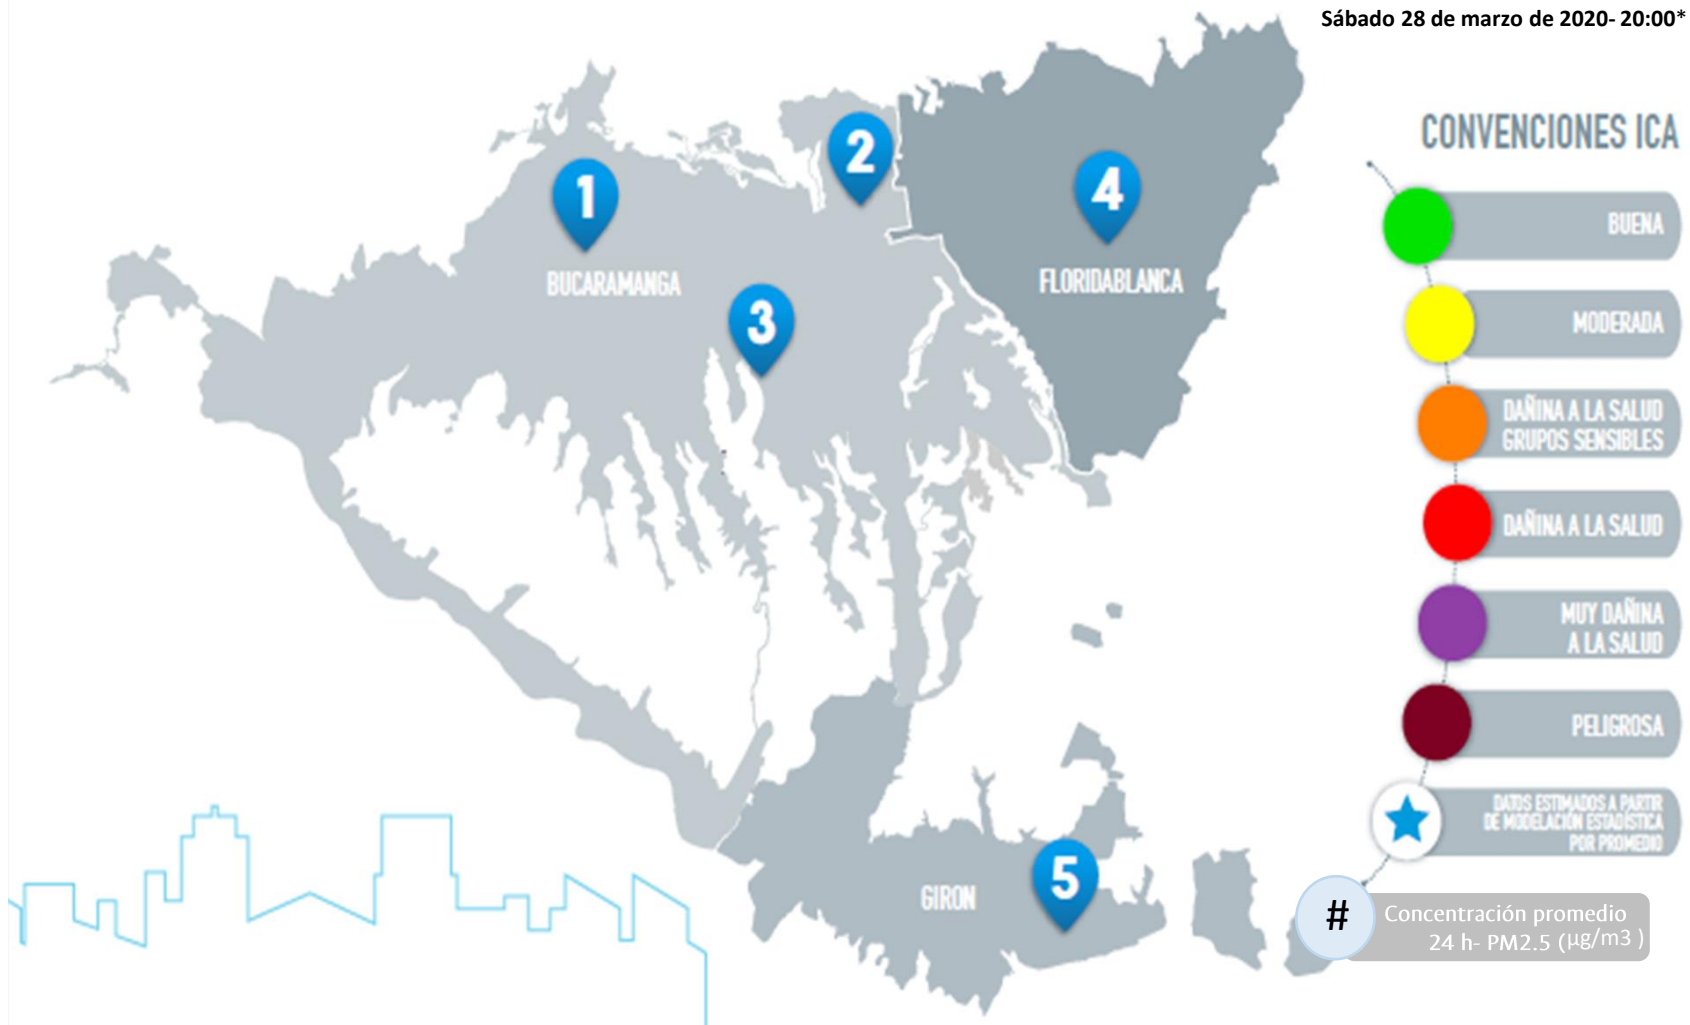 Sábado 28 de marzo de 2020- 20:00*
CONVENCIONES ICA
BUENA
MODERADA
DAÑINA A LA SALUD
GRUPOS SENSIBLES
DAÑINA A LA SALUD
MUY DAÑINA
A LA SALUD
PELIGROSA
DATOS ESTIMADOS A PARTIR
DE MODELACIÓN ESTADÍSTICA
POR PROMEDIO
#
Concentración promedio
24 h- PM2.5 (µg/m3 )
1
2
3
4
BUCARAMANGA
FLORIDABLANCA
GIRON
5